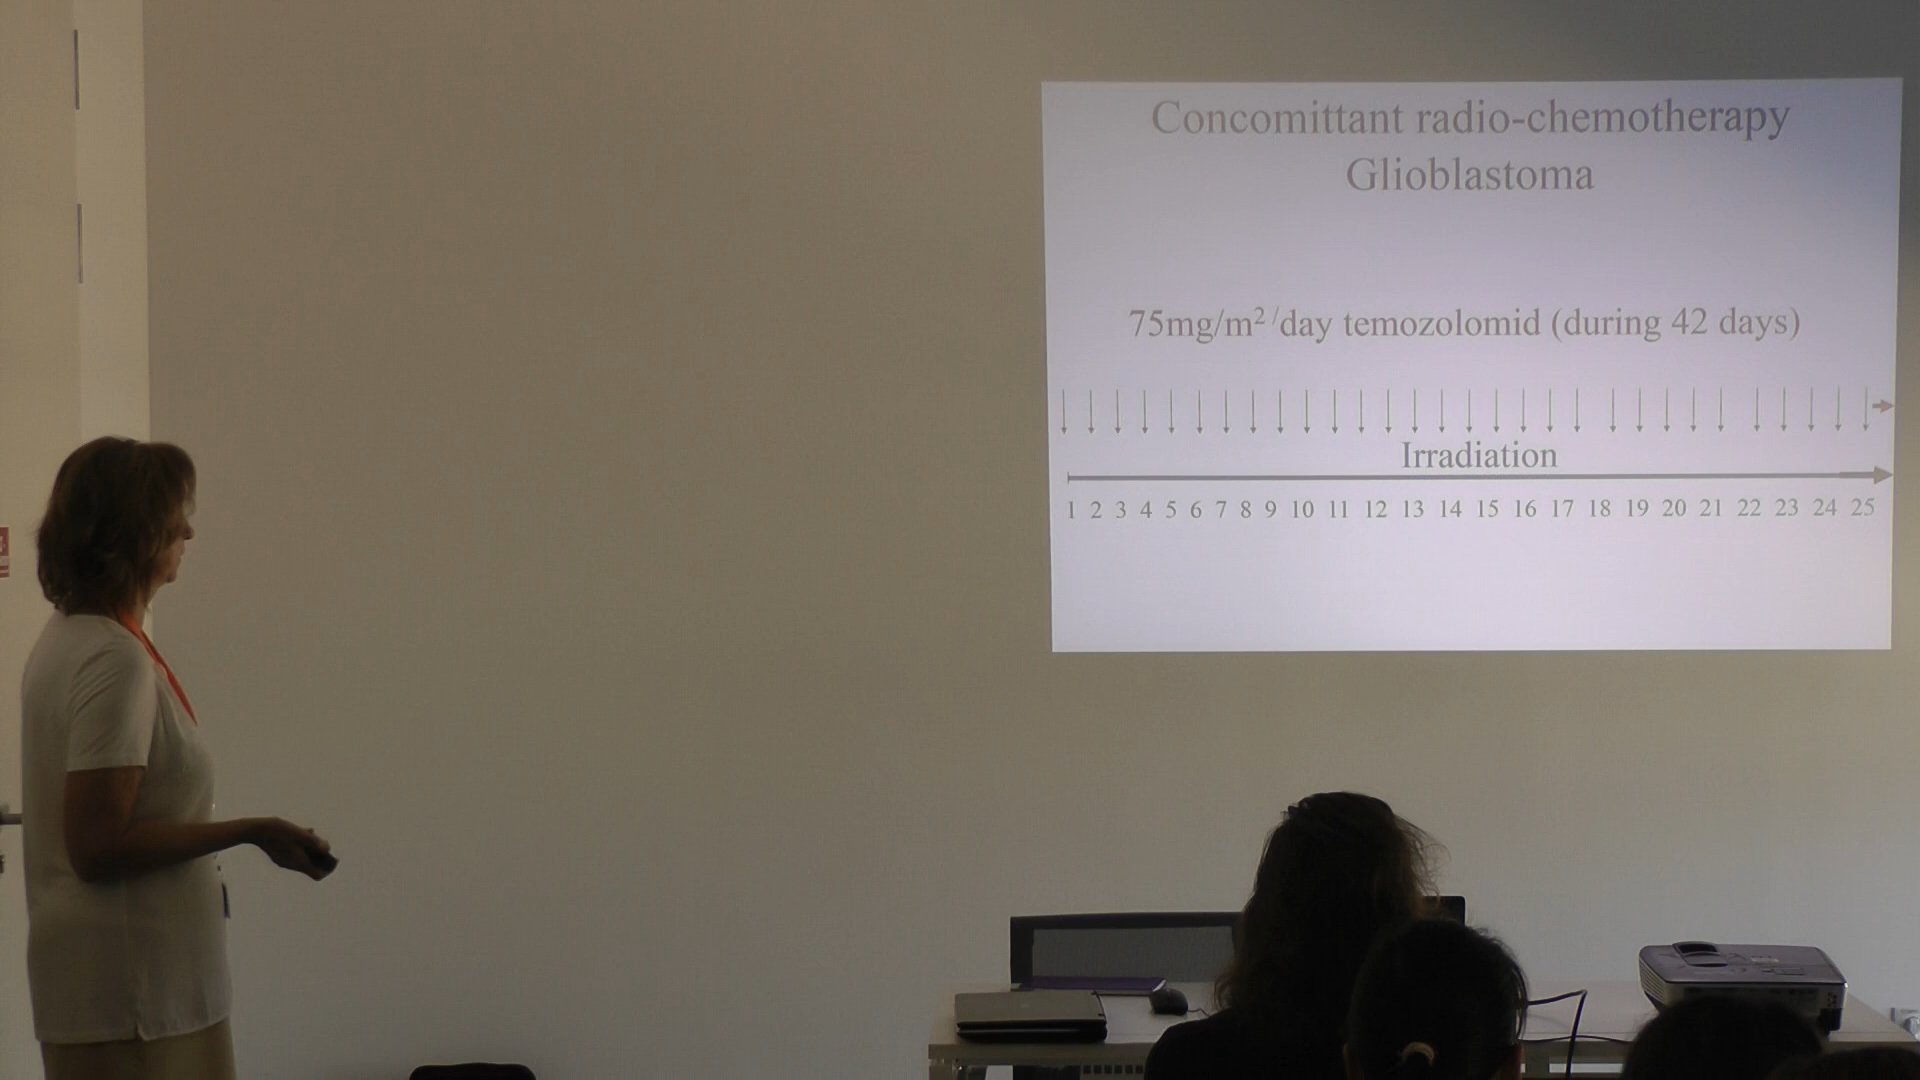 Concomittant radio-chemotherapy
Glioblastoma
75mg/m² /day temozolomid (during 42 days)
Irradiation
1 2 3 4 5 6 7 8 9 10 11 12 13 14 15 16 17 18 19 20 21 22 23 24 25